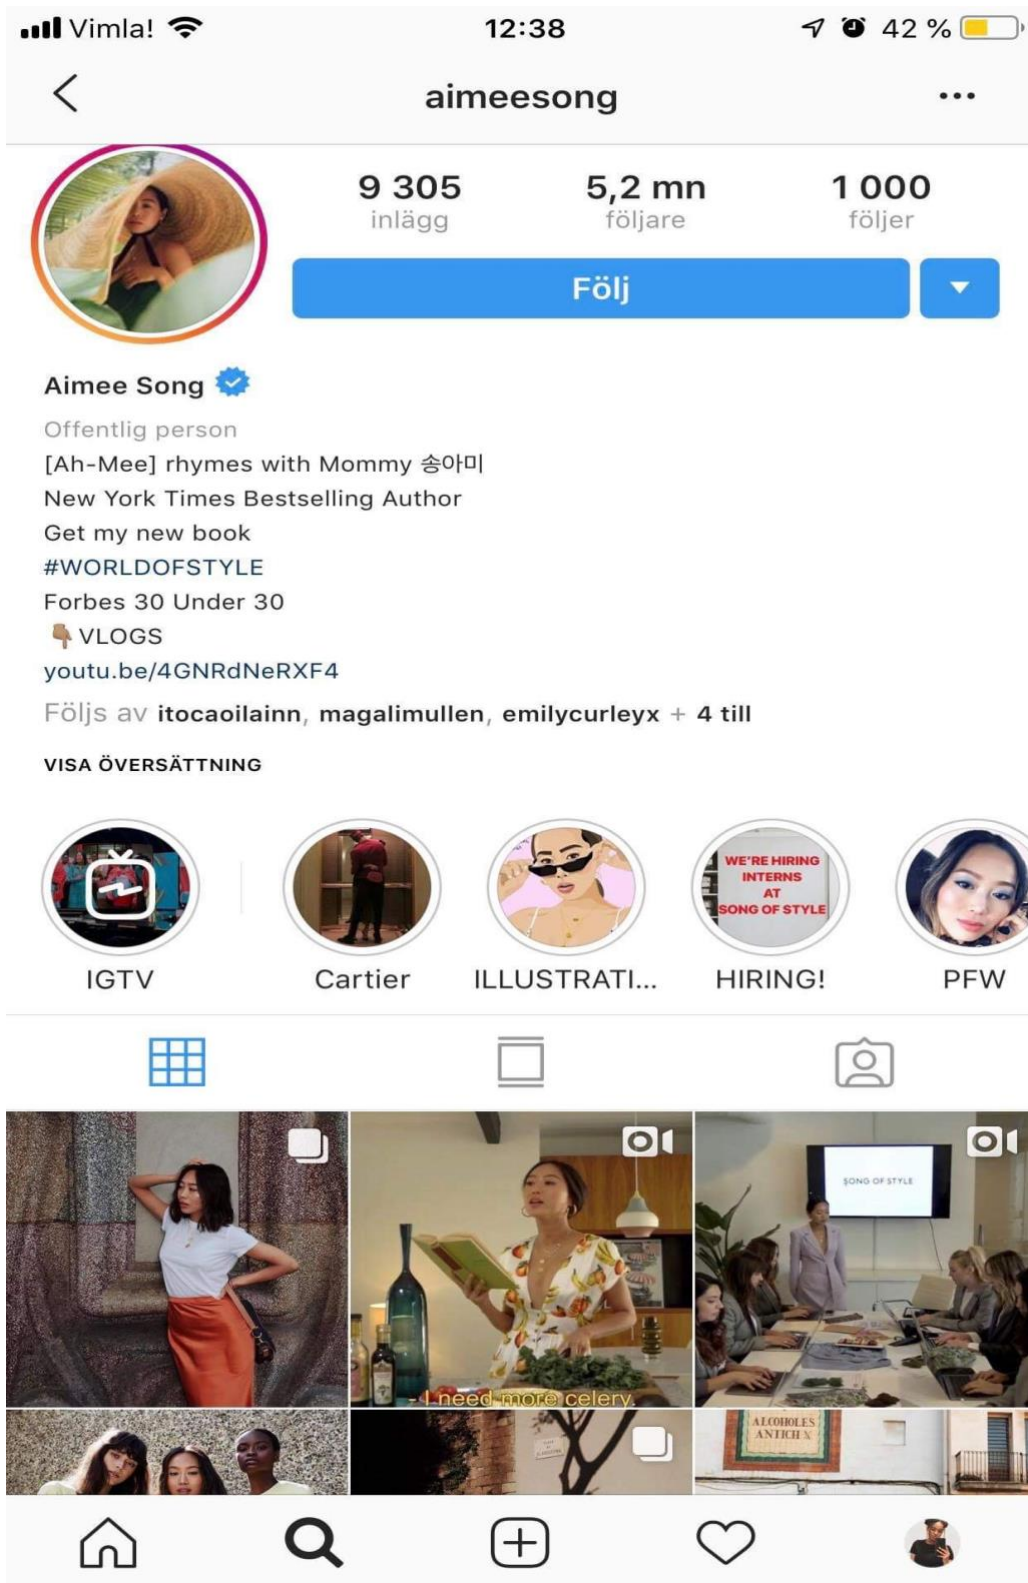 Vimla! 12:38 42 %
aimeesong
9 305 5,2 mn 1 000
inlägg följare följer
Följ
Aimee Song
Offentlig person
[Ah-Mee] rhymes with Mommy 송아미
New York Times Bestselling Author
Get my new book
#WORLDOFSTYLE
Forbes 30 Under 30
VLOGS
youtu.be/4GNRdNeRXF4
Följs av itocaoilainn, magalimullen, emilycurleyx + 4 till
VISA ÖVERSÄTTNING
WE'RE HIRING
INTERNS
AT
SONG OF STYLE
IGTV Cartier ILLUSTRATI... HIRING! PFW
SONG OF STYLE
- I need more celery.
ALCOHOLES
ANTICH